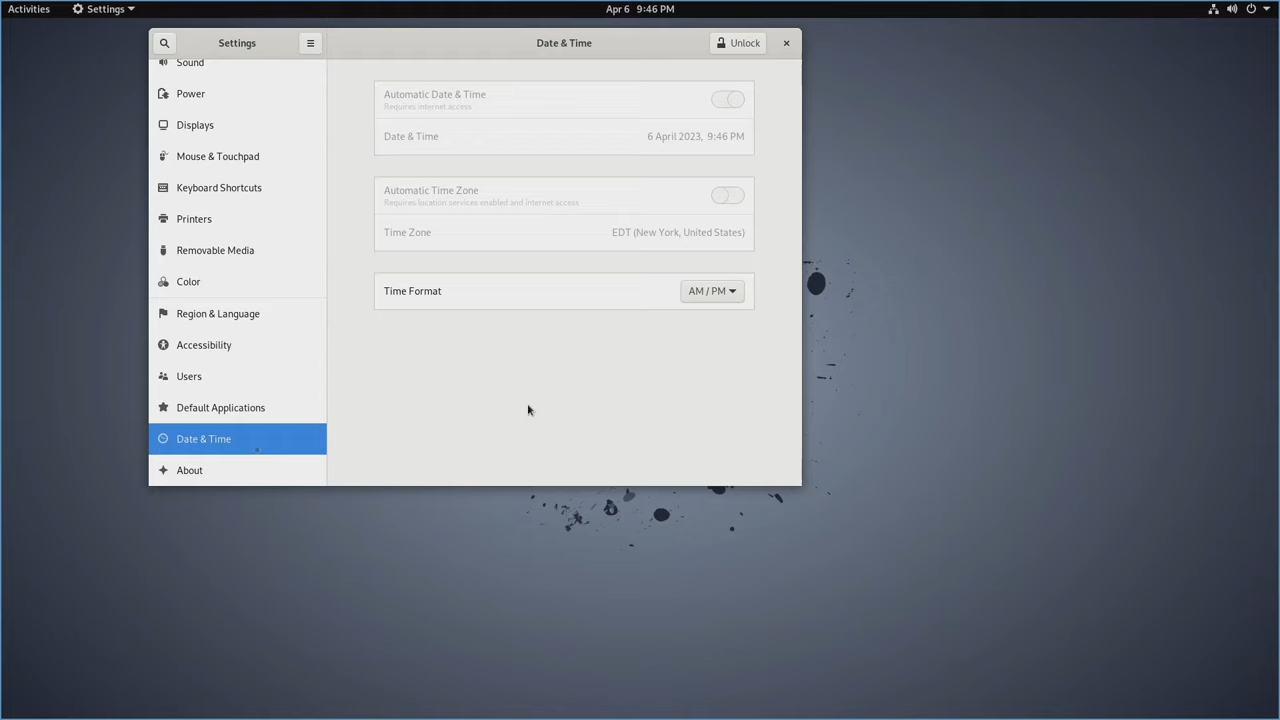 Activities
Settings
Apr 6 9:46 PM
Settings
Date & Time
Unlock
Sound
Power
Displays
Mouse & Touchpad
Keyboard Shortcuts
Printers
Removable Media
Color
Region & Language
Accessibility
Users
Default Applications
Date & Time
About
Automatic Date & Time
Requires internet access
Date & Time
6 April 2023, 9:46 PM
Automatic Time Zone
Requires location services enabled and internet access
Time Zone
EDT (New York, United States)
Time Format
AM / PM